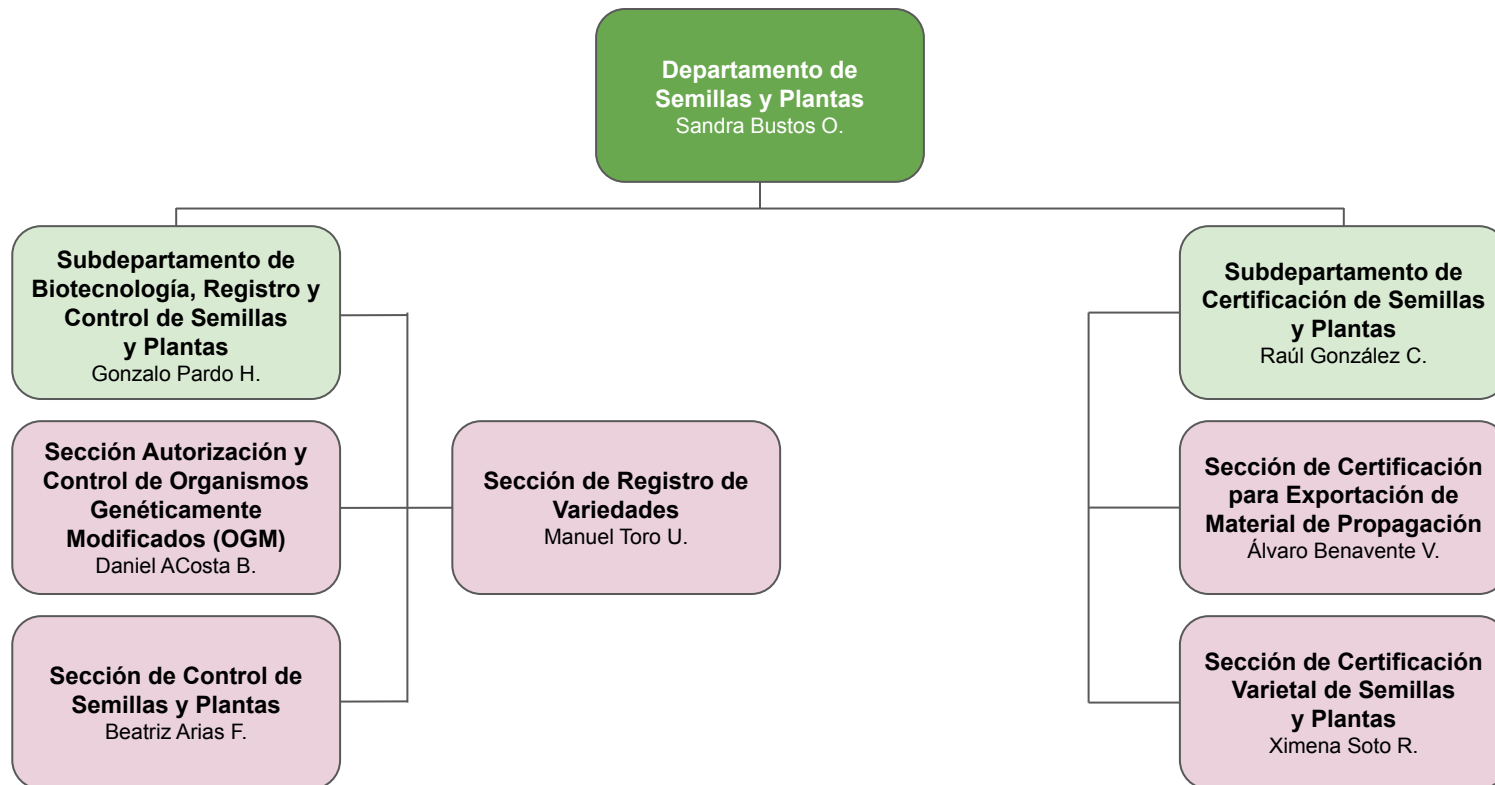 Departamento de
Semillas y Plantas
Sandra Bustos O.
Subdepartamento de
Biotecnología, Registro y
Control de Semillas
y Plantas
Gonzalo Pardo H.
Subdepartamento de
Certificación de Semillas
y Plantas
Raúl González C.
Sección Autorización y
Control de Organismos
Genéticamente
Modificados (OGM)
Daniel ACosta B.
Sección de Registro de
Variedades
Manuel Toro U.
Sección de Certificación
para Exportación de
Material de Propagación
Álvaro Benavente V.
Sección de Control de
Semillas y Plantas
Beatriz Arias F.
Sección de Certificación
Varietal de Semillas
y Plantas
Ximena Soto R.